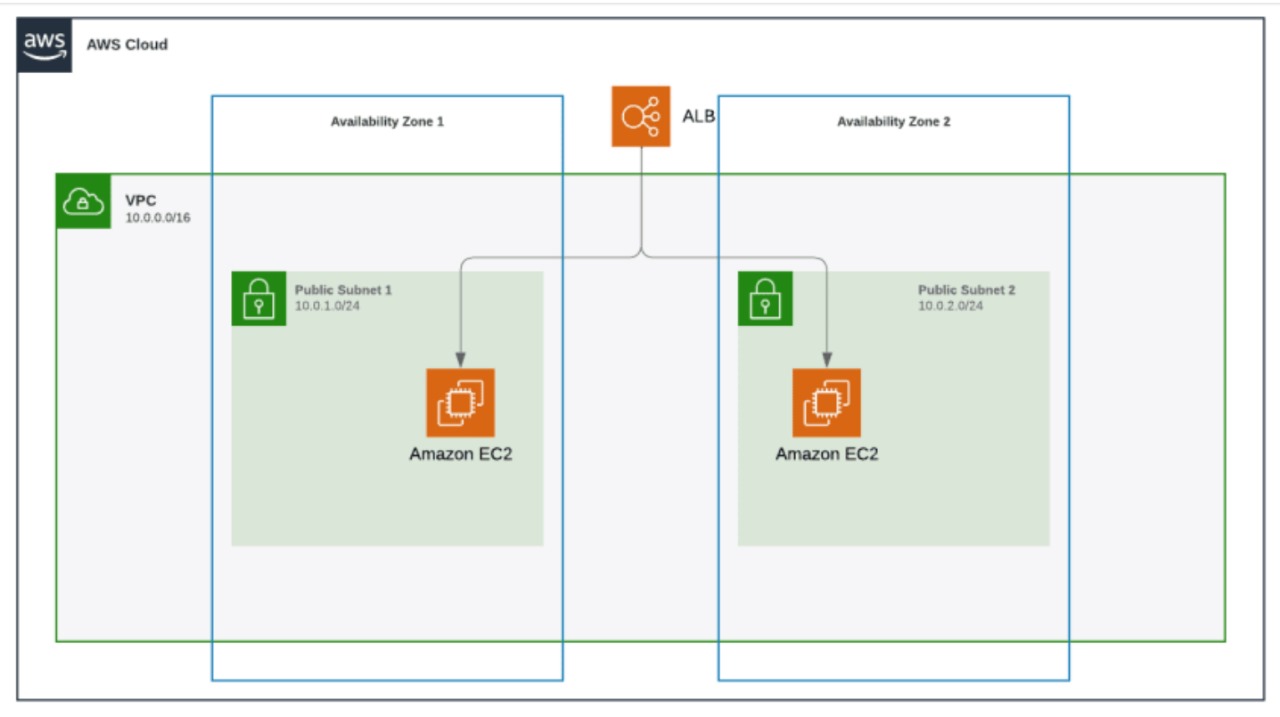 aws
AWS Cloud
Availability Zone 1
ALB
Availability Zone 2
VPC
10.0.0.0/16
Public Subnet 1
10.0.1.0/24
Public Subnet 2
10.0.2.0/24
Amazon EC2
Amazon EC2